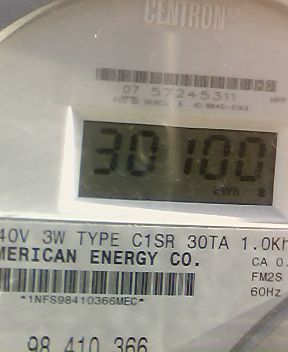 CENTRON®
07 57245311
30100
kWh
40V 3W TYPE C1SR 30TA 1.0Kh
MERICAN ENERGY CO.
CA 0.
FM2S
60Hz
*1NFS98410366MEC*
98 410 366